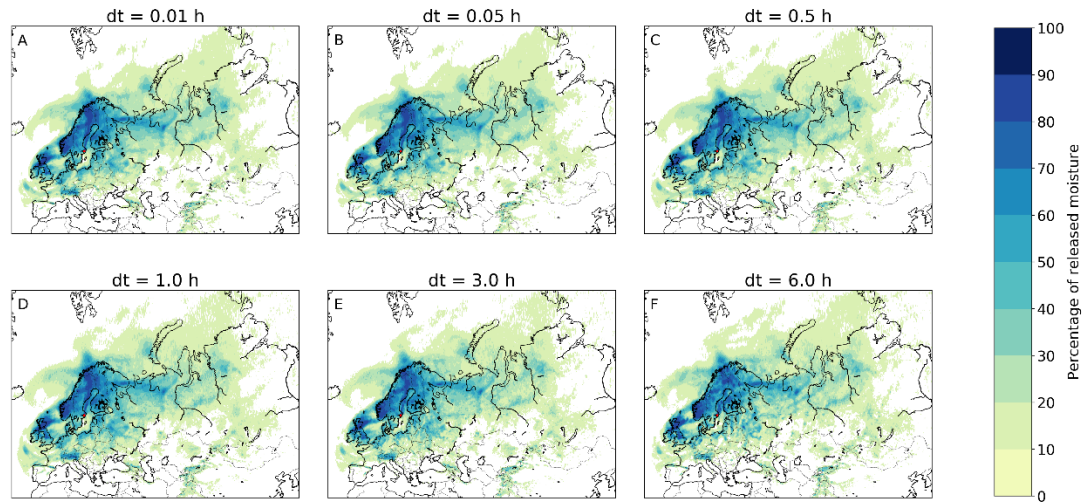 dt = 0.01 h
dt = 0.05 h
dt = 0.5 h
A
B
C
dt = 1.0 h
dt = 3.0 h
dt = 6.0 h
D
E
F
100
90
80
70
60
50
40
30
20
10
0
Percentage of released moisture